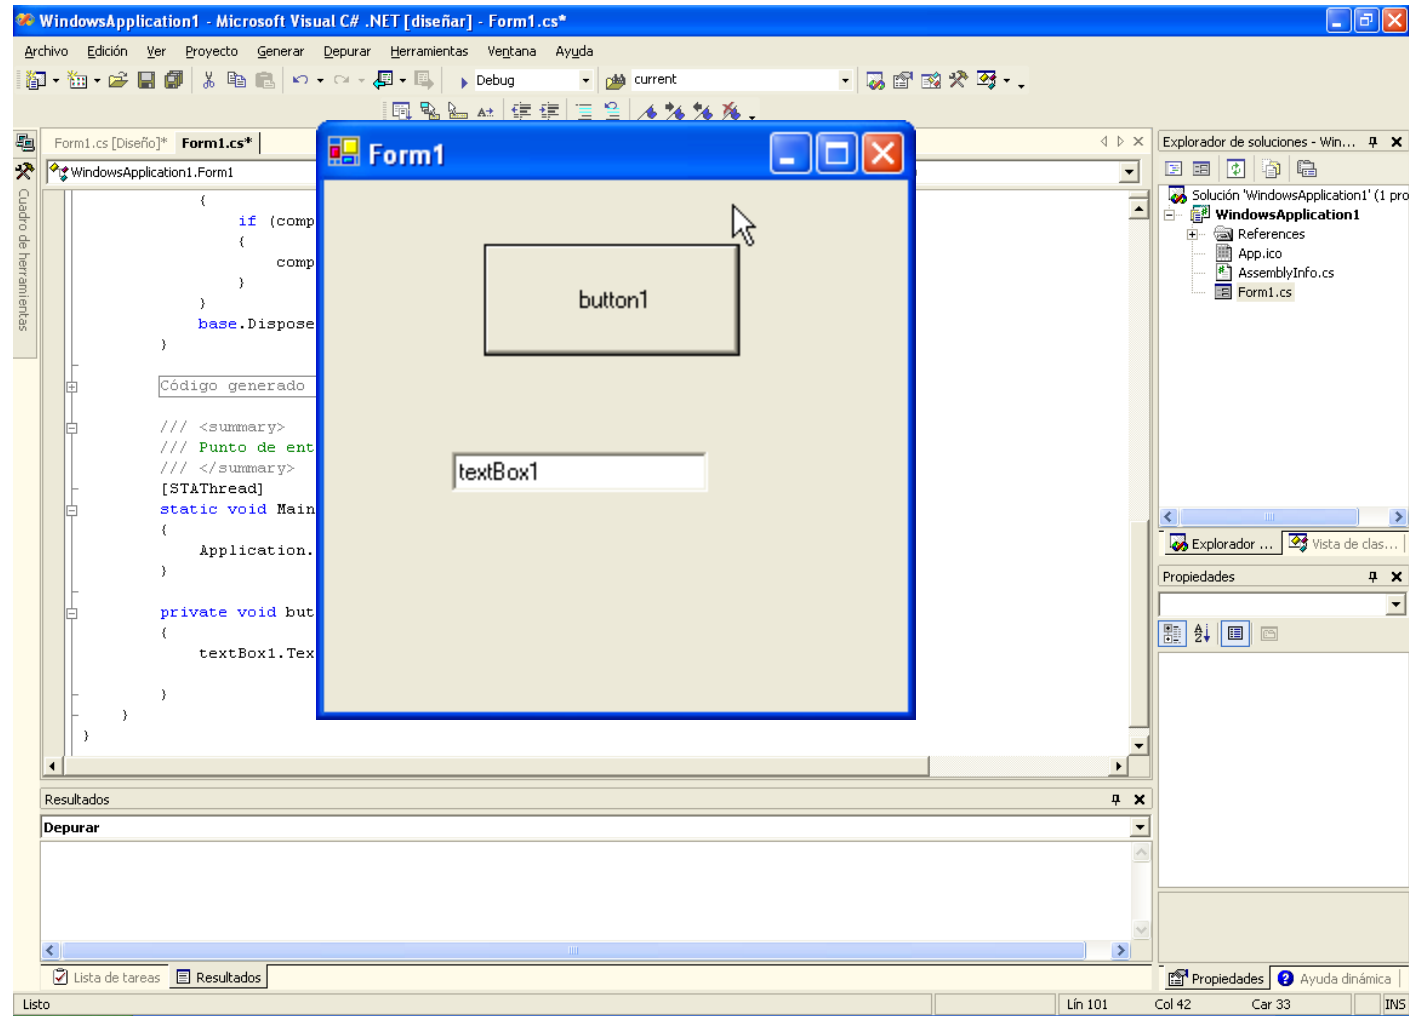 WindowsApplication1 - Microsoft Visual C# .NET [diseñar] - Form1.cs*
Archivo Edición Ver Proyecto Generar Depurar Herramientas Ventana Ayuda
Debug current
Form1.cs [Diseño]* Form1.cs*
WindowsApplication1.Form1
Cuadro de herramientas
{
if (comp
{
comp
}
}
base.Dispose
}
Código generado
/// <summary>
/// Punto de ent
/// </summary>
[STAThread]
static void Main
{
Application.
}
private void but
{
textBox1.Tex
}
}
}
Form1
button1
textBox1
Explorador de soluciones - Win...
Solución 'WindowsApplication1' (1 pro
WindowsApplication1
References
App.ico
AssemblyInfo.cs
Form1.cs
Explorador ... Vista de clas...
Propiedades
Resultados
Depurar
Lista de tareas Resultados
Propiedades Ayuda dinámica
Listo Lín 101 Col 42 Car 33 INS